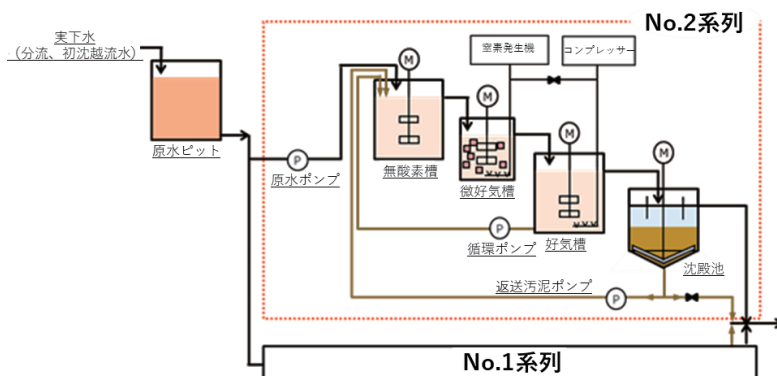 No.2系列
実下水
（分流、初沈越流水）
窒素発生機
コンプレッサー
M
M
M
M
原水ピット
P
原水ポンプ
無酸素槽
微好気槽
P
循環ポンプ
好気槽
沈殿池
返送汚泥ポンプ
P
No.1系列